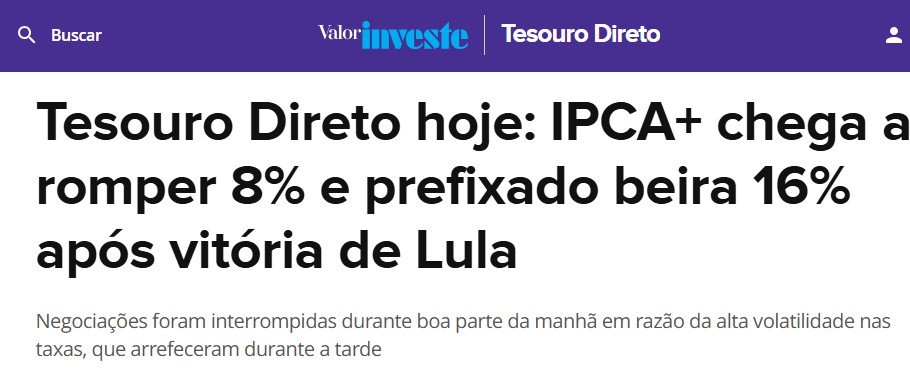 Buscar
Valor investe
Tesouro Direto
Tesouro Direto hoje: IPCA+ chega a
romper 8% e prefixado beira 16%
após vitória de Lula
Negociações foram interrompidas durante boa parte da manhã em razão da alta volatilidade nas
taxas, que arrefeceram durante a tarde